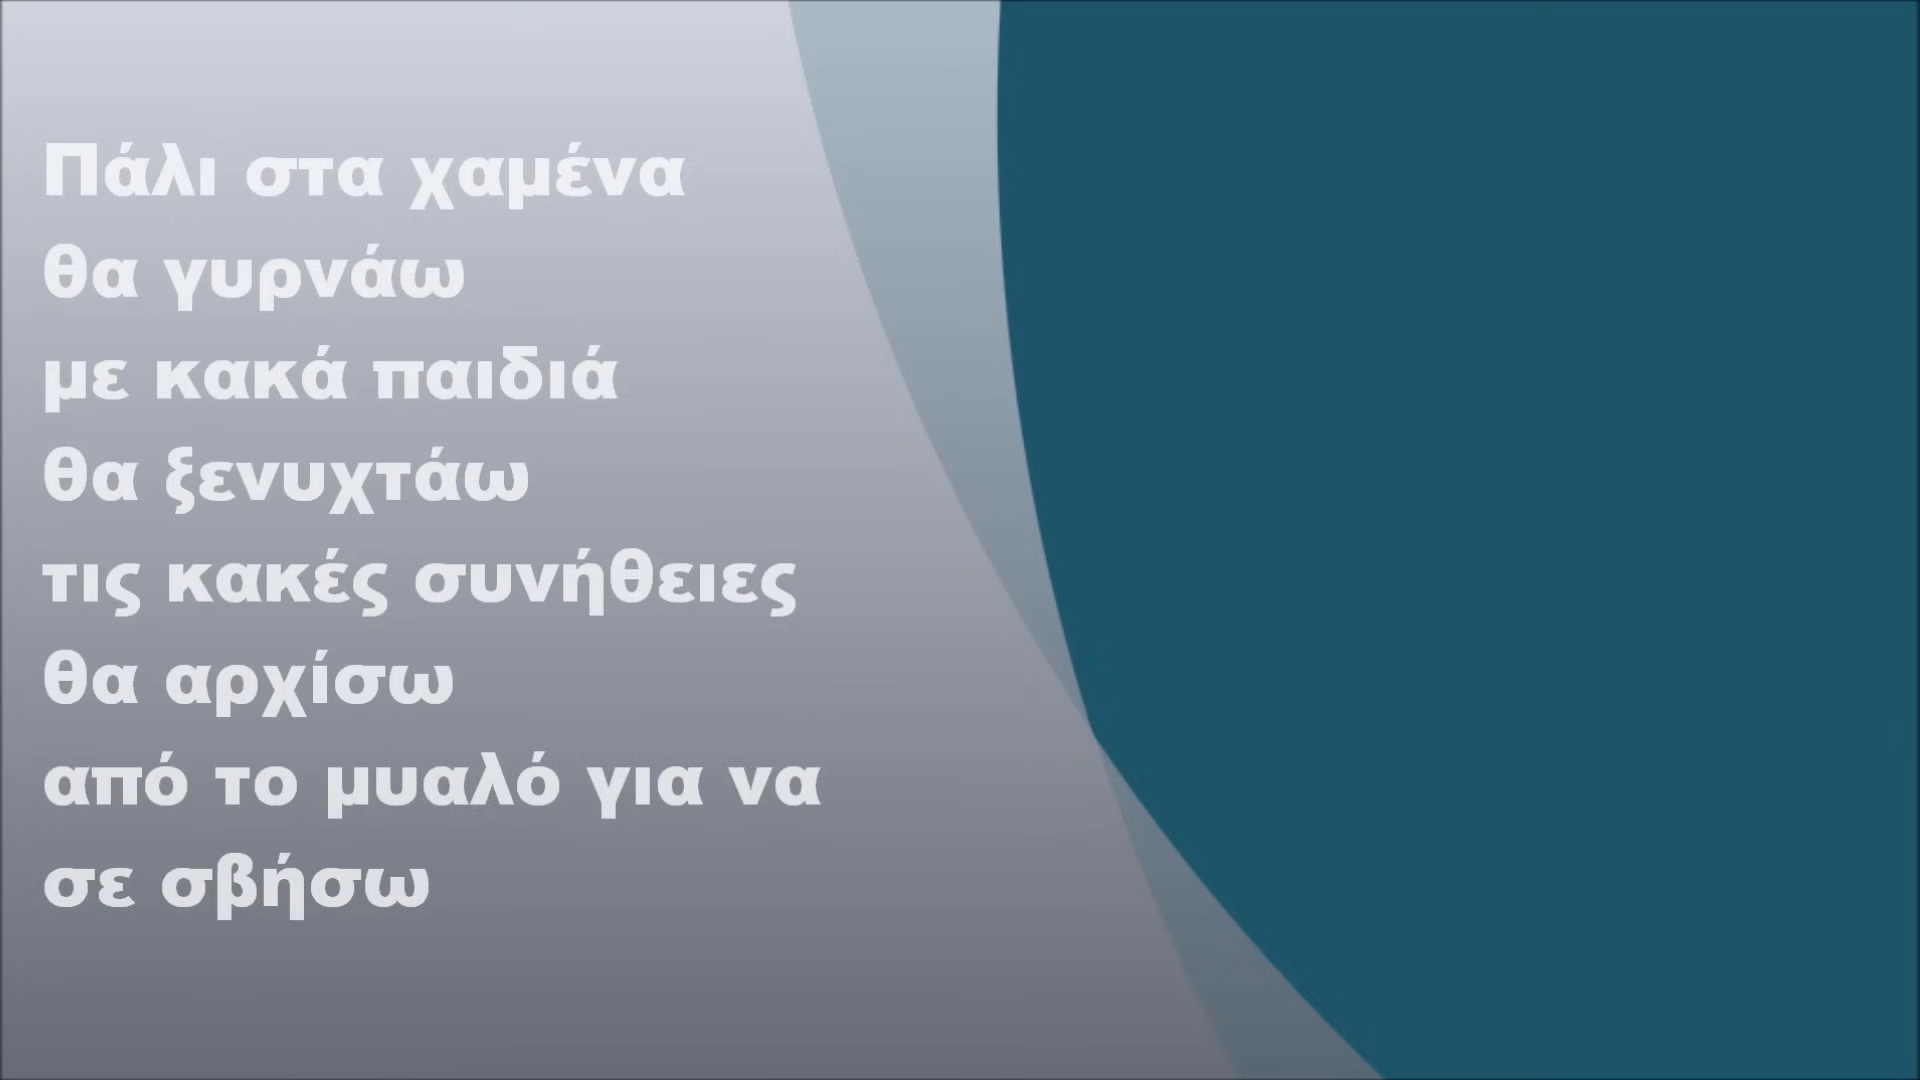 Πάλι στα χαμένα
θα γυρνάω
με κακά παιδιά
θα ξενυχτάω
τις κακές συνήθειες
θα αρχίσω
από το μυαλό για να
σε σβήσω